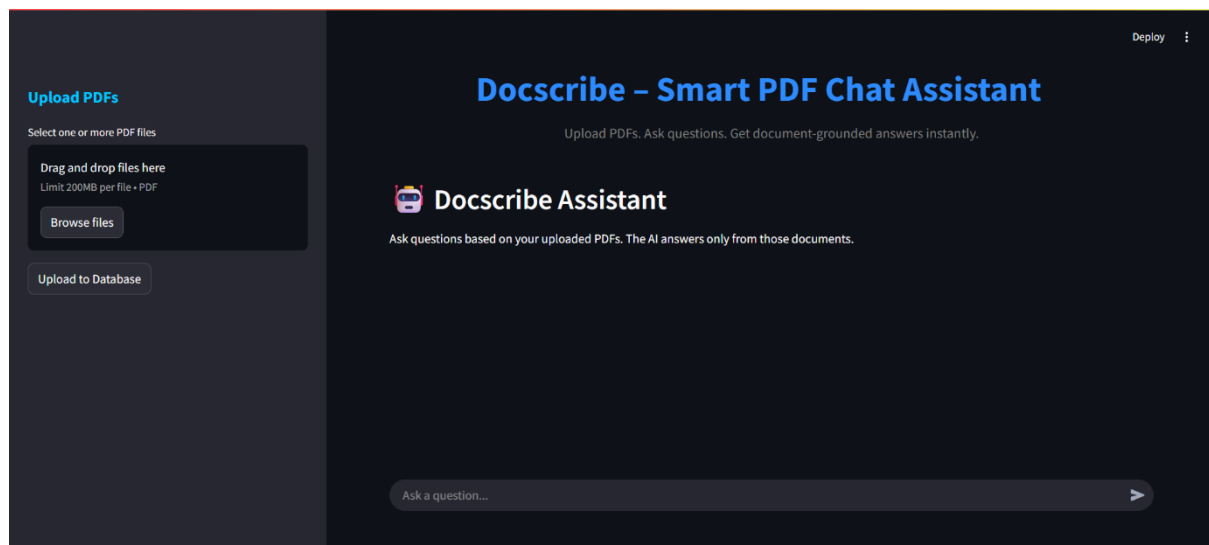 Deploy
Upload PDFs
Select one or more PDF files
Drag and drop files here
Limit 200MB per file • PDF
Browse files
Upload to Database
Docscribe – Smart PDF Chat Assistant
Upload PDFs. Ask questions. Get document-grounded answers instantly.
Docscribe Assistant
Ask questions based on your uploaded PDFs. The AI answers only from those documents.
Ask a question...